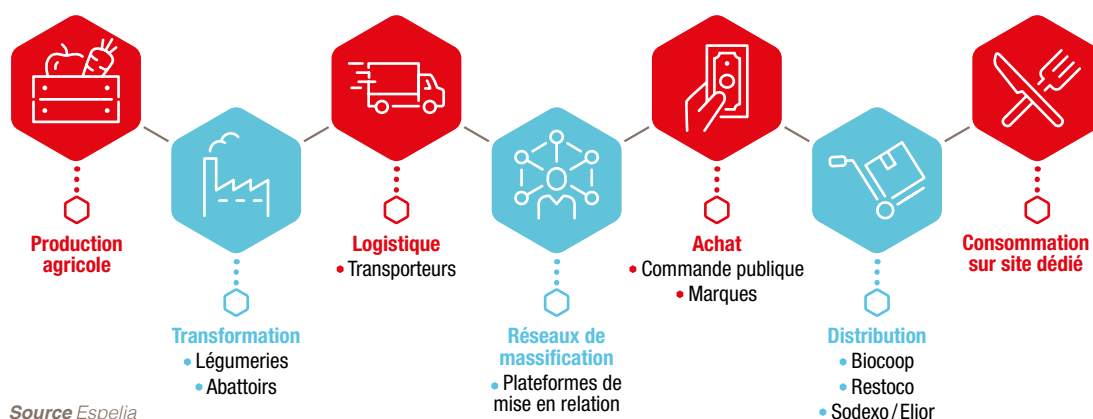 Production
agricole
Transformation
• Légumeries
• Abattoirs
Logistique
• Transporteurs
Réseaux de
massification
• Plateformes de
mise en relation
Achat
• Commande publique
• Marques
Distribution
• Biocoop
• Restoco
• Sodexo / Elior
Consommation
sur site dédié
Source Espelia